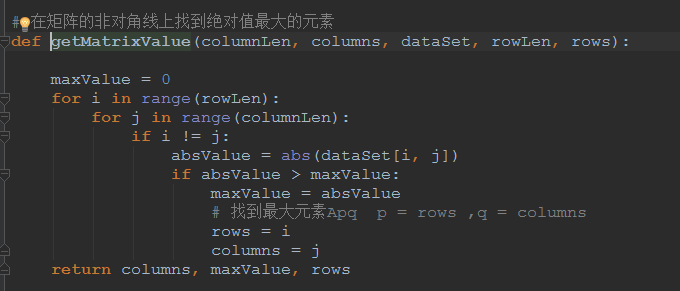 # 在矩阵的非对角线上找到绝对值最大的元素
def getMatrixValue(columnLen, columns, dataSet, rowLen, rows):
maxValue = 0
for i in range(rowLen):
for j in range(columnLen):
if i != j:
absValue = abs(dataSet[i, j])
if absValue > maxValue:
maxValue = absValue
# 找到最大元素Apq  p = rows ,q = columns
rows = i
columns = j
return columns, maxValue, rows